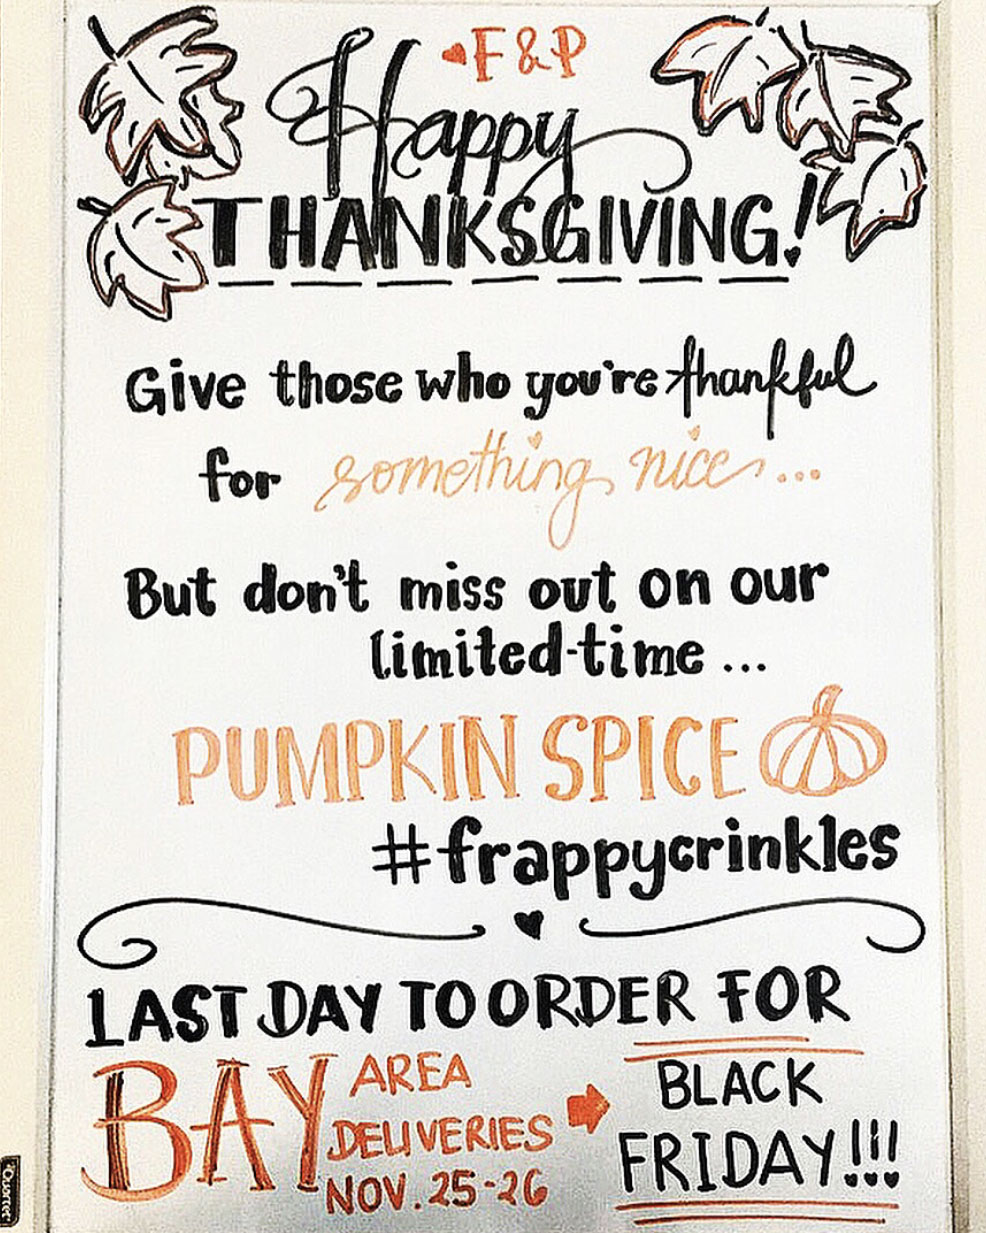 F & P
Happy
THANKSGIVING!
Give those who you're thankful
for something nice...
But don't miss out on our
limited-time...
PUMPKIN SPICE
#frappycrinkles
LAST DAY TO ORDER FOR
BAY AREA
DELIVERIES
NOV. 25-26
BLACK
FRIDAY!!!
Quartet